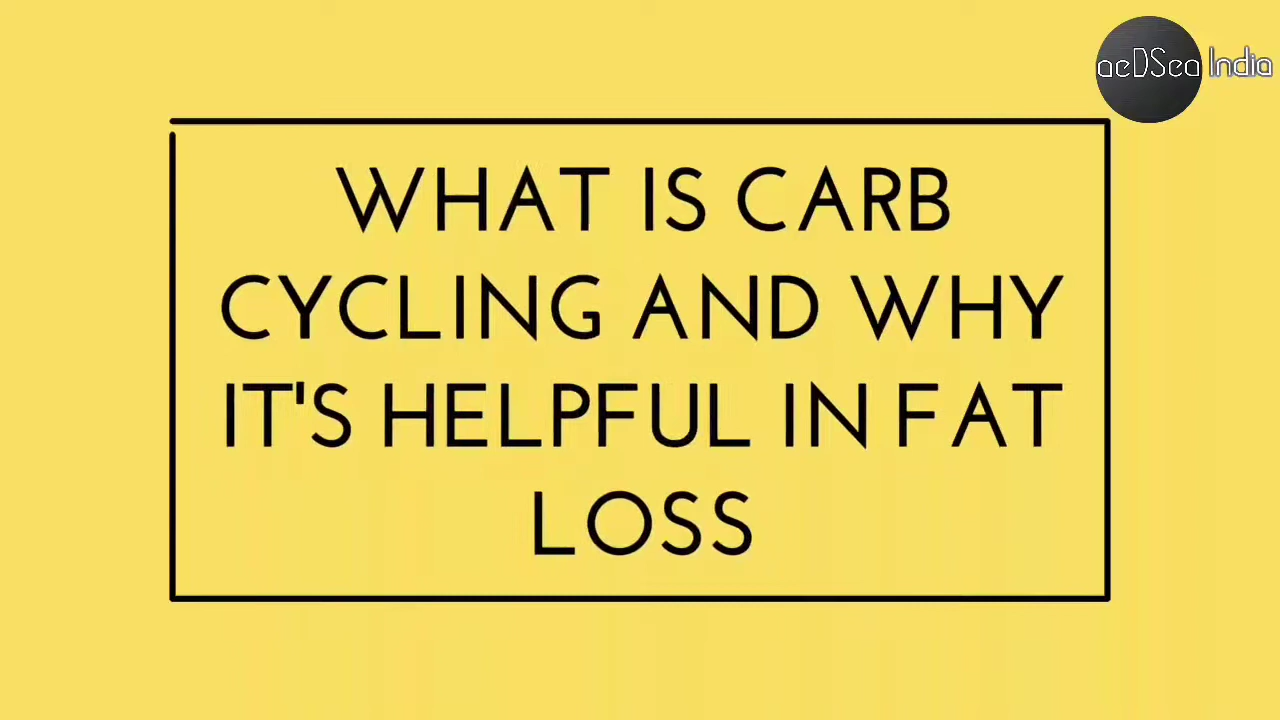 aeDSea India
WHAT IS CARB
CYCLING AND WHY
IT'S HELPFUL IN FAT
LOSS